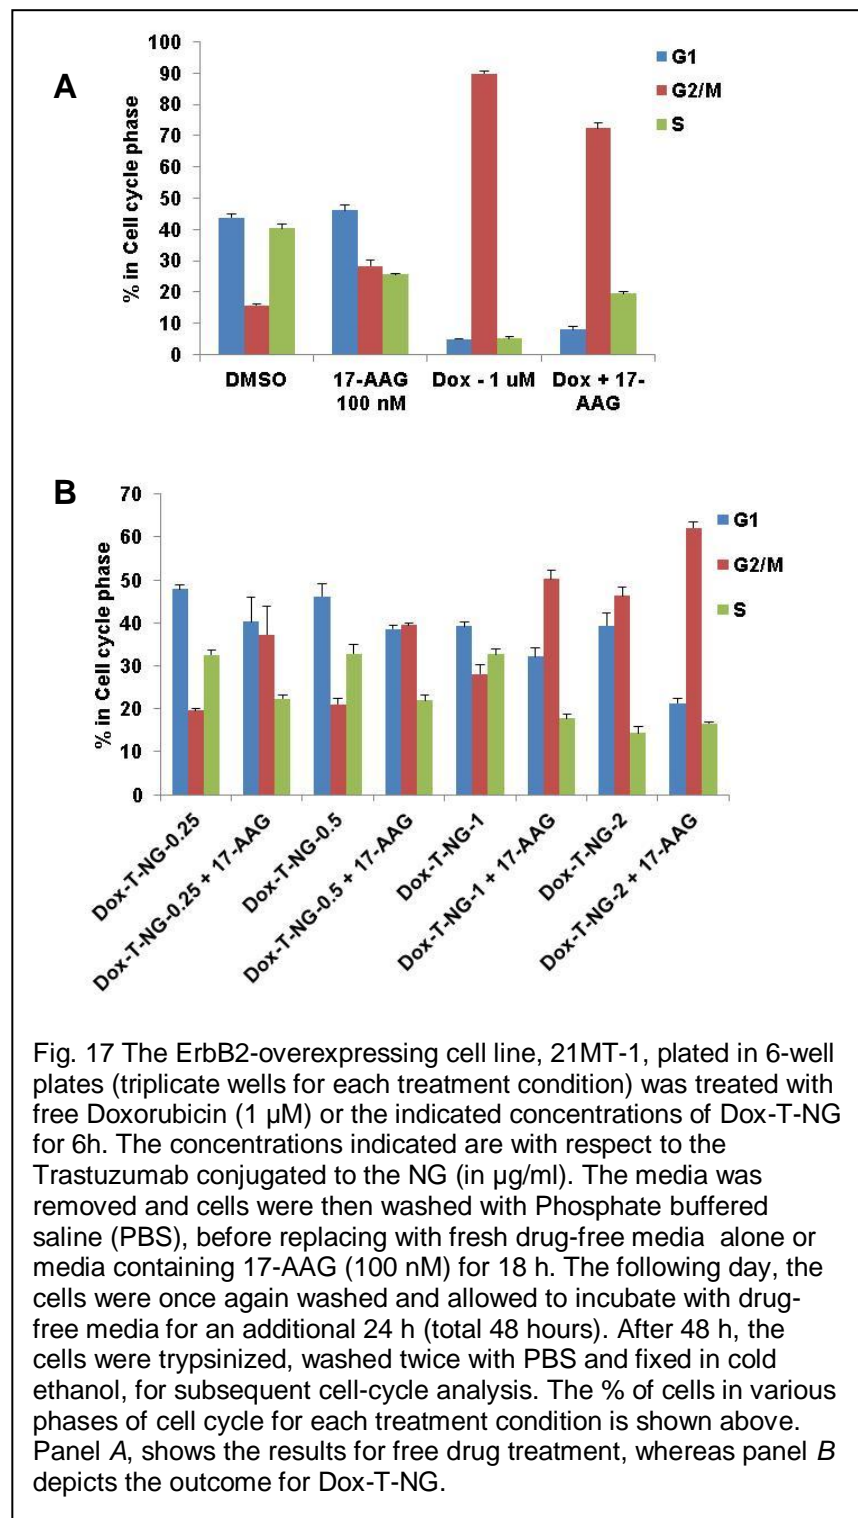 A
% in Cell cycle phase
100
90
80
70
60
50
40
30
20
10
0
G1
G2/M
S
DMSO
17-AAG
100 nM
Dox - 1 uM
Dox + 17-
AAG
B
% in Cell cycle phase
70
60
50
40
30
20
10
0
G1
G2/M
S
Dox-T-NG-0.25
Dox-T-NG-0.25 + 17-AAG
Dox-T-NG-0.5
Dox-T-NG-0.5 + 17-AAG
Dox-T-NG-1
Dox-T-NG-1 + 17-AAG
Dox-T-NG-2
Dox-T-NG-2 + 17-AAG
Fig. 17 The ErbB2-overexpressing cell line, 21MT-1, plated in 6-well
plates (triplicate wells for each treatment condition) was treated with
free Doxorubicin (1 µM) or the indicated concentrations of Dox-T-NG
for 6h. The concentrations indicated are with respect to the
Trastuzumab conjugated to the NG (in µg/ml). The media was
removed and cells were then washed with Phosphate buffered
saline (PBS), before replacing with fresh drug-free media alone or
media containing 17-AAG (100 nM) for 18 h. The following day, the
cells were once again washed and allowed to incubate with drug-
free media for an additional 24 h (total 48 hours). After 48 h, the
cells were trypsinized, washed twice with PBS and fixed in cold
ethanol, for subsequent cell-cycle analysis. The % of cells in various
phases of cell cycle for each treatment condition is shown above.
Panel A, shows the results for free drug treatment, whereas panel B
depicts the outcome for Dox-T-NG.